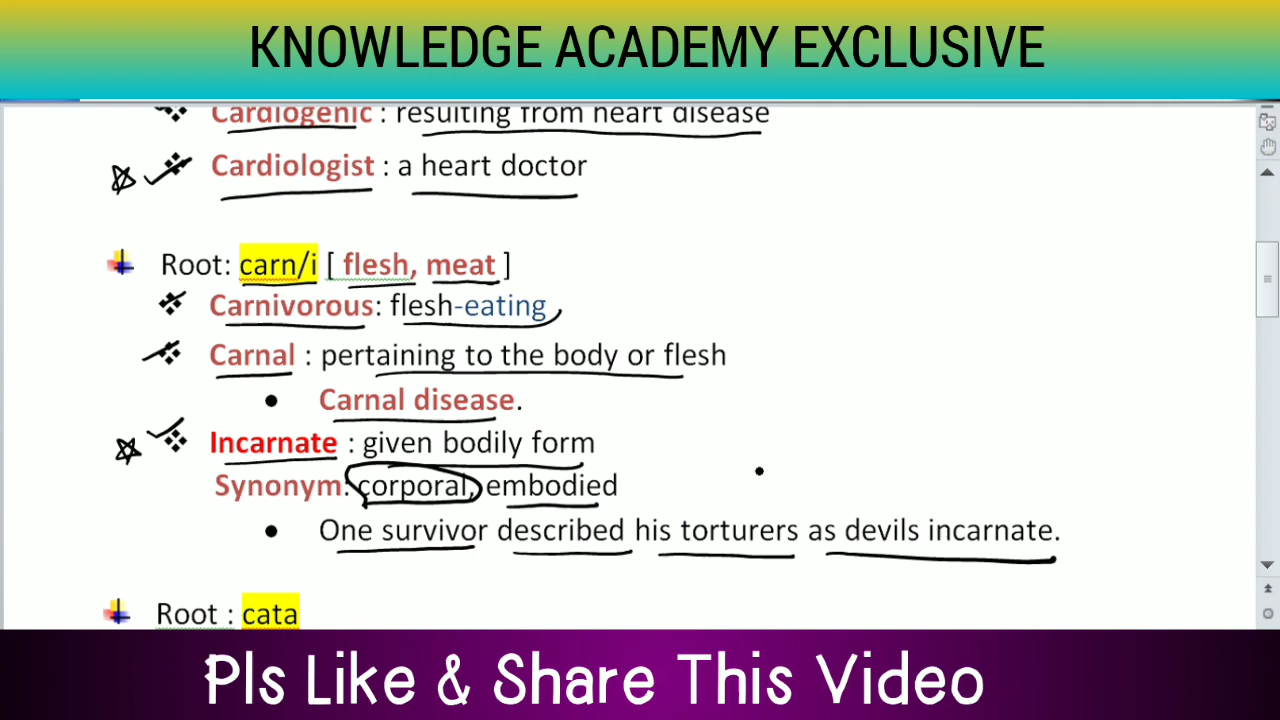 KNOWLEDGE ACADEMY EXCLUSIVE
Cardiogenic : resulting from heart disease
Cardiologist : a heart doctor
Root: carn/i [ flesh, meat ]
Carnivorous: flesh-eating
Carnal : pertaining to the body or flesh
Carnal disease.
Incarnate : given bodily form
Synonym: corporal, embodied
One survivor described his torturers as devils incarnate.
Root : cata
Pls Like & Share This Video